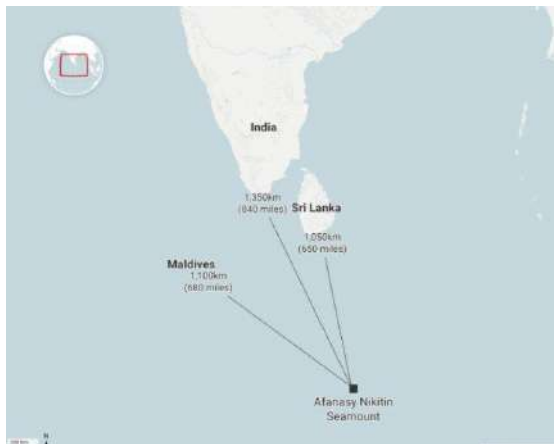 India
1,350km
(840 miles)
Sri Lanka
1,050km
(650 miles)
Maldives
1,100km
(680 miles)
Afanasy Nikitin
Seamount
N